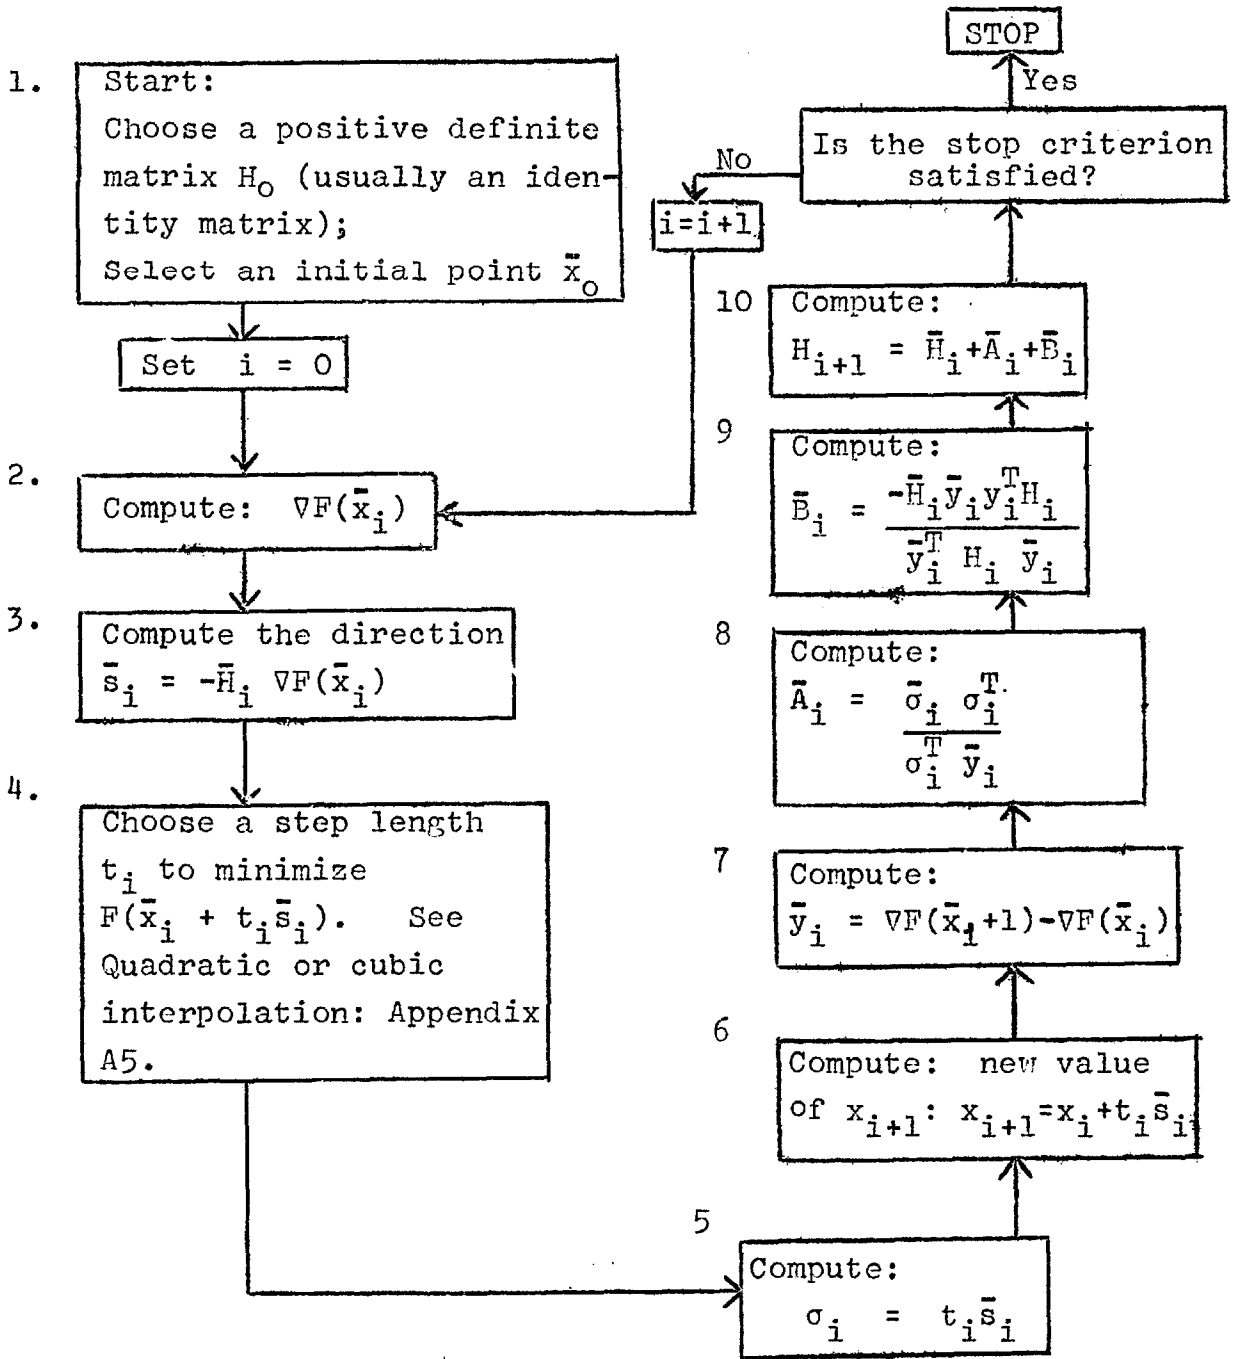 1.
Start:
Choose a positive definite
matrix H₀ (usually an iden-
tity matrix);
Select an initial point x̄₀
Set i = 0
2.
Compute: ∇F(x̄ᵢ)
3.
Compute the direction
s̄ᵢ = -H̄ᵢ ∇F(x̄ᵢ)
4.
Choose a step length
tᵢ to minimize
F(x̄ᵢ + tᵢs̄ᵢ). See
Quadratic or cubic
interpolation: Appendix
A5.
5
Compute:
σᵢ = tᵢs̄ᵢ
6
Compute: new value
of xᵢ₊₁: xᵢ₊₁=xᵢ+tᵢs̄ᵢ
7
Compute:
ȳᵢ = ∇F(x̄ᵢ+1)-∇F(x̄ᵢ)
8
Compute:
Āᵢ = σ̄ᵢ σᵢᵀ
σᵢᵀ ȳᵢ
9
Compute:
B̄ᵢ = -H̄ᵢȳᵢyᵢᵀHᵢ
ȳᵢᵀ Hᵢ ȳᵢ
10
Compute:
Hᵢ₊₁ = H̄ᵢ+Āᵢ+B̄ᵢ
Is the stop criterion
satisfied?
Yes
STOP
No
i=i+1